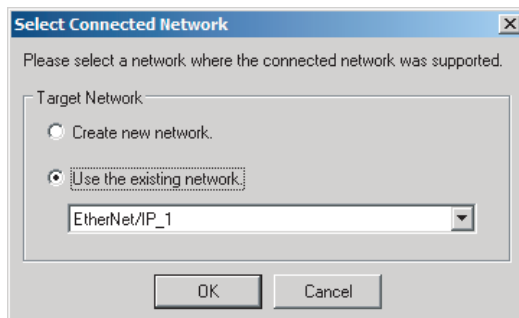 Select Connected Network
Please select a network where the connected network was supported.
Target Network
Create new network.
Use the existing network.
EtherNet/IP_1
OK Cancel